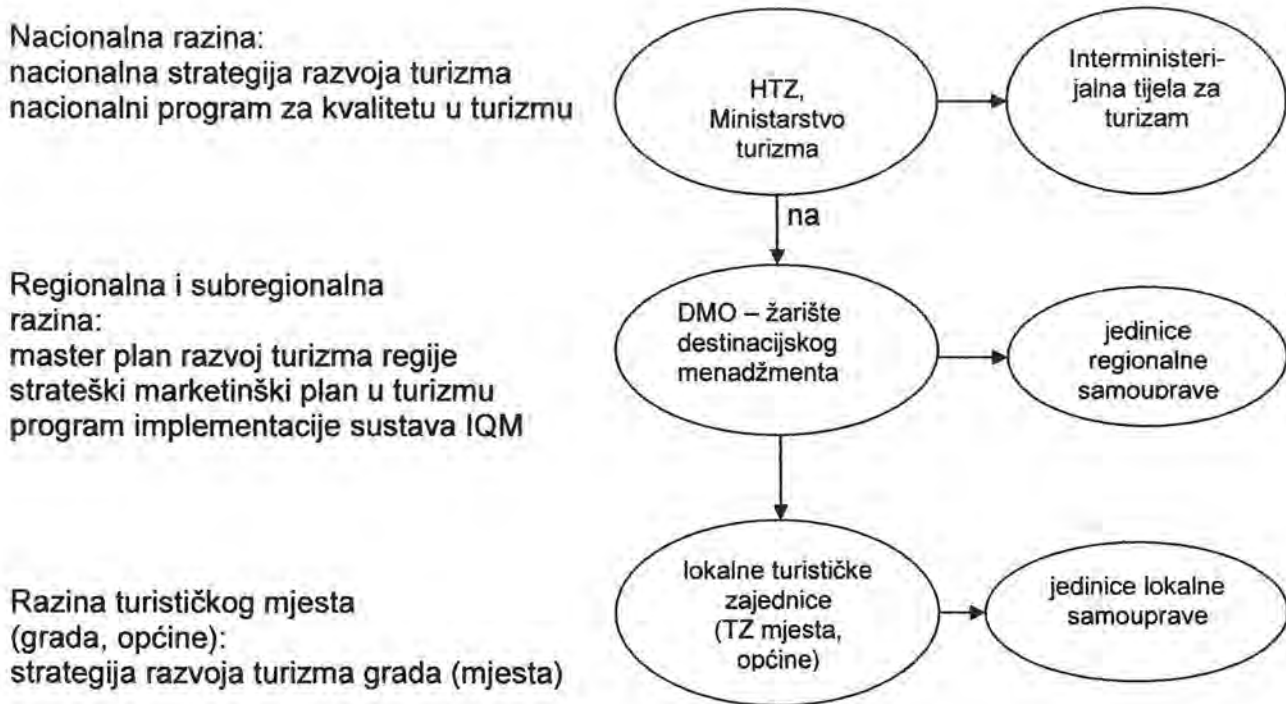 Nacionalna razina:
nacionalna strategija razvoja turizma
nacionalni program za kvalitetu u turizmu
HTZ,
Ministarstvo
turizma
Interministeri-
jalna tijela za
turizam
na
Regionalna i subregionalna
razina:
master plan razvoj turizma regije
strateški marketinški plan u turizmu
program implementacije sustava IQM
DMO – žarište
destinacijskog
menadžmenta
jedinice
regionalne
samouprave
Razina turističkog mjesta
(grada, općine):
strategija razvoja turizma grada (mjesta)
lokalne turističke
zajednice
(TZ mjesta,
općine)
jedinice lokalne
samouprave